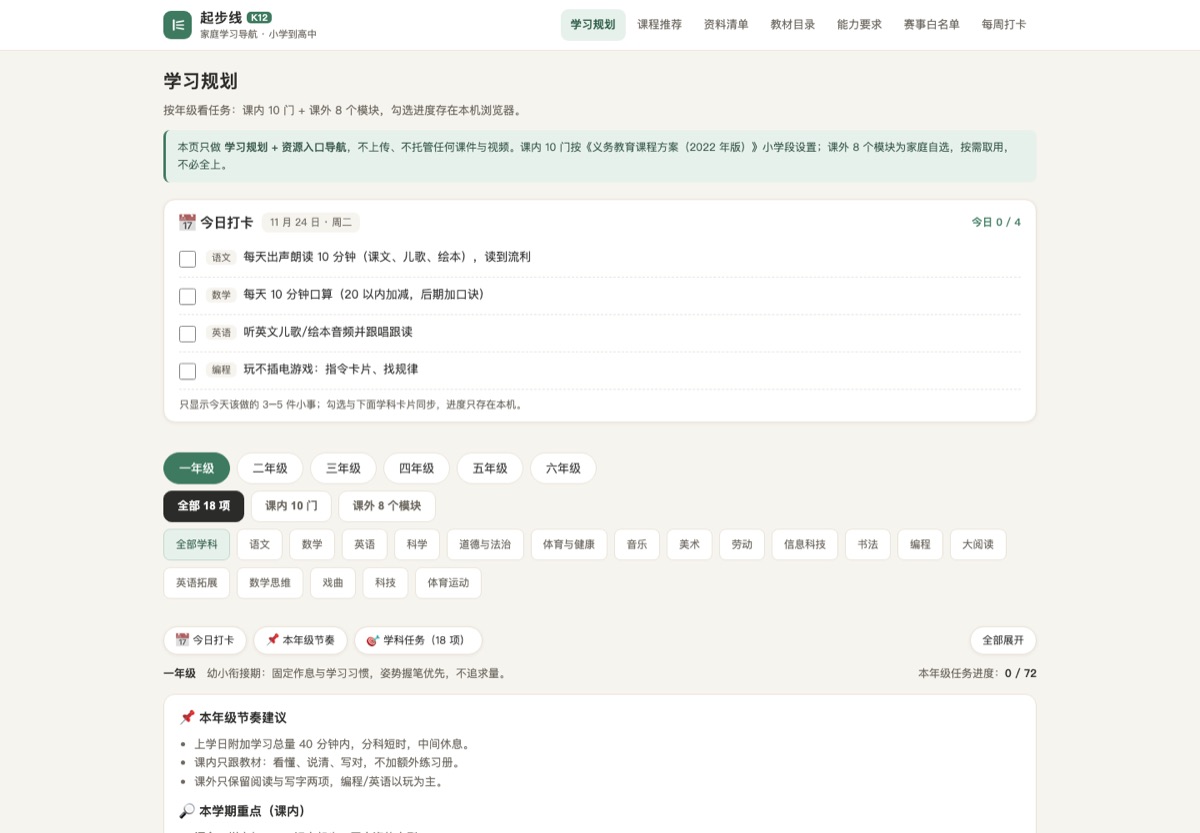 起步线 K12
家庭学习导航 · 小学到高中
学习规划 课程推荐 资料清单 教材目录 能力要求 赛事白名单 每周打卡
学习规划
按年级看任务：课内 10 门 + 课外 8 个模块，勾选进度存在本机浏览器。
本页只做 学习规划 + 资源入口导航，不上传、不托管任何课件与视频。课内 10 门按《义务教育课程方案（2022 年版）》小学段设置；课外 8 个模块为家庭自选，按需取用，
不必全上。
今日打卡 11 月 24 日 · 周二 今日 0 / 4
语文 每天出声朗读 10 分钟（课文、儿歌、绘本），读到流利
数学 每天 10 分钟口算（20 以内加减，后期加口诀）
英语 听英文儿歌/绘本音频并跟唱跟读
编程 玩不插电游戏：指令卡片、找规律
只显示今天该做的 3–5 件小事；勾选与下面学科卡片同步，进度只存在本机。
一年级 二年级 三年级 四年级 五年级 六年级
全部 18 项 课内 10 门 课外 8 个模块
全部学科 语文 数学 英语 科学 道德与法治 体育与健康 音乐 美术 劳动 信息科技 书法 编程 大阅读
英语拓展 数学思维 戏曲 科技 体育运动
今日打卡 本年级节奏 学科任务（18 项） 全部展开
一年级 幼小衔接期：固定作息与学习习惯，姿势握笔优先，不追求量。 本年级任务进度：0 / 72
本年级节奏建议
上学日附加学习总量 40 分钟内，分科短时，中间休息。
课内只跟教材：看懂、说清、写对，不加额外练习册。
课外只保留阅读与写字两项，编程/英语以玩为主。
本学期重点（课内）